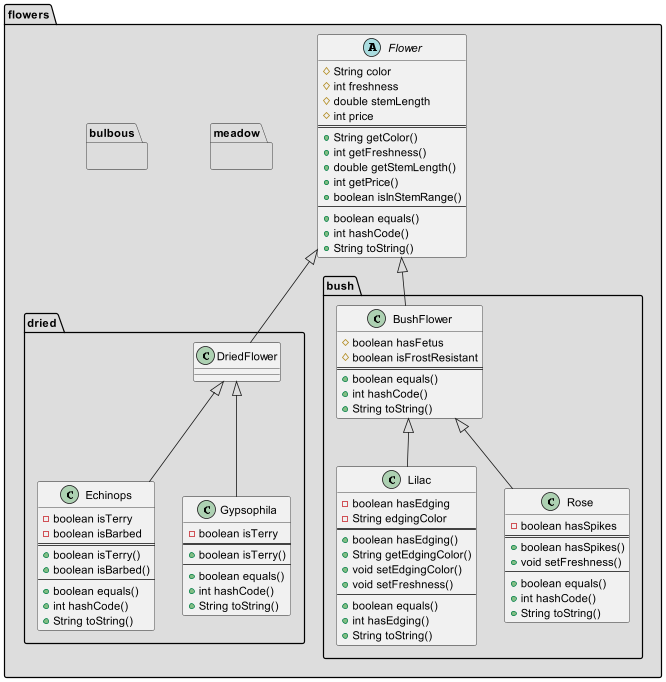 flowers
A Flower
String color
int freshness
double stemLength
int price
String getColor()
int getFreshness()
double getStemLength()
int getPrice()
boolean isInStemRange()
boolean equals()
int hashCode()
String toString()
bulbous
meadow
dried
C DriedFlower
C Echinops
boolean isTerry
boolean isBarbed
boolean isTerry()
boolean isBarbed()
boolean equals()
int hashCode()
String toString()
C Gypsophila
boolean isTerry
boolean isTerry()
boolean equals()
int hashCode()
String toString()
bush
C BushFlower
boolean hasFetus
boolean isFrostResistant
boolean equals()
int hashCode()
String toString()
C Lilac
boolean hasEdging
String edgingColor
boolean hasEdging()
String getEdgingColor()
void setEdgingColor()
void setFreshness()
boolean equals()
int hasEdging()
String toString()
C Rose
boolean hasSpikes
boolean hasSpikes()
void setFreshness()
boolean equals()
int hashCode()
String toString()